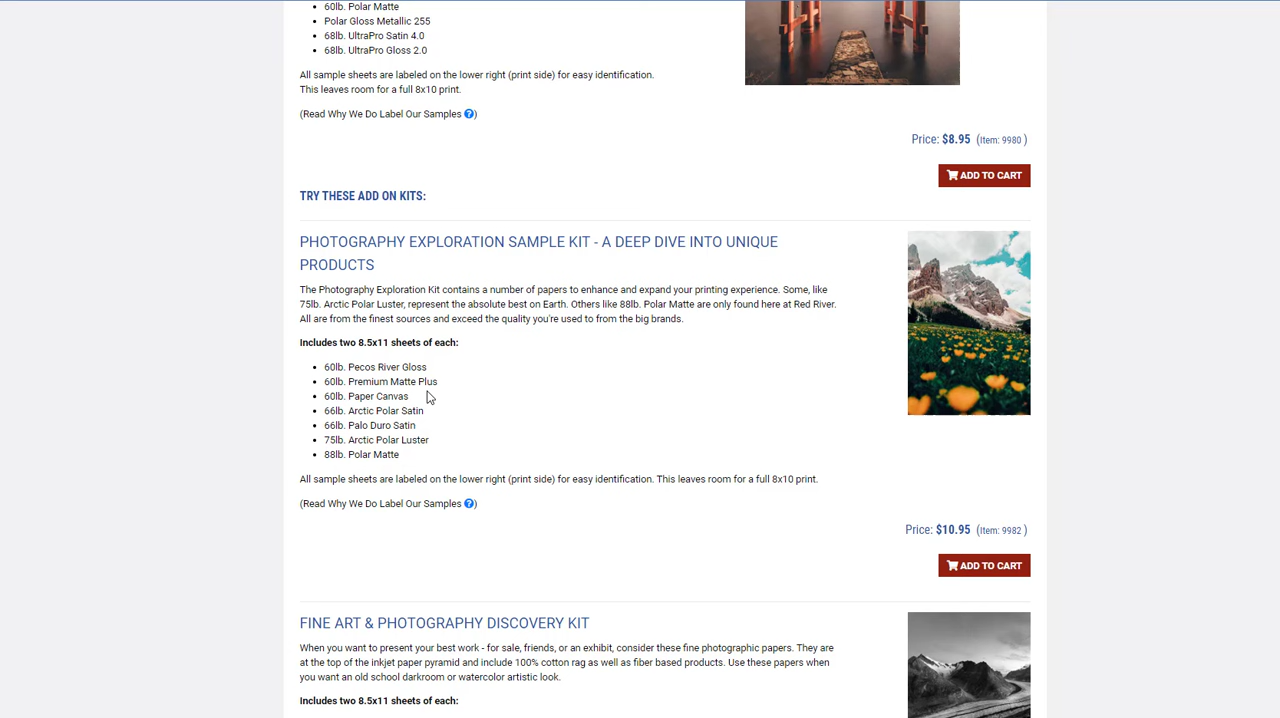 60lb. Polar Matte
Polar Gloss Metallic 255
68lb. UltraPro Satin 4.0
68lb. UltraPro Gloss 2.0
All sample sheets are labeled on the lower right (print side) for easy identification.
This leaves room for a full 8x10 print.
(Read Why We Do Label Our Samples ?)
Price: $8.95 (Item: 9980 )
ADD TO CART
TRY THESE ADD ON KITS:
PHOTOGRAPHY EXPLORATION SAMPLE KIT - A DEEP DIVE INTO UNIQUE
PRODUCTS
The Photography Exploration Kit contains a number of papers to enhance and expand your printing experience. Some, like
75lb. Arctic Polar Luster, represent the absolute best on Earth. Others like 88lb. Polar Matte are only found here at Red River.
All are from the finest sources and exceed the quality you're used to from the big brands.
Includes two 8.5x11 sheets of each:
60lb. Pecos River Gloss
60lb. Premium Matte Plus
60lb. Paper Canvas
66lb. Arctic Polar Satin
66lb. Palo Duro Satin
75lb. Arctic Polar Luster
88lb. Polar Matte
All sample sheets are labeled on the lower right (print side) for easy identification. This leaves room for a full 8x10 print.
(Read Why We Do Label Our Samples ?)
Price: $10.95 (Item: 9982 )
ADD TO CART
FINE ART & PHOTOGRAPHY DISCOVERY KIT
When you want to present your best work - for sale, friends, or an exhibit, consider these fine photographic papers. They are
at the top of the inkjet paper pyramid and include 100% cotton rag as well as fiber based products. Use these papers when
you want an old school darkroom or watercolor artistic look.
Includes two 8.5x11 sheets of each: